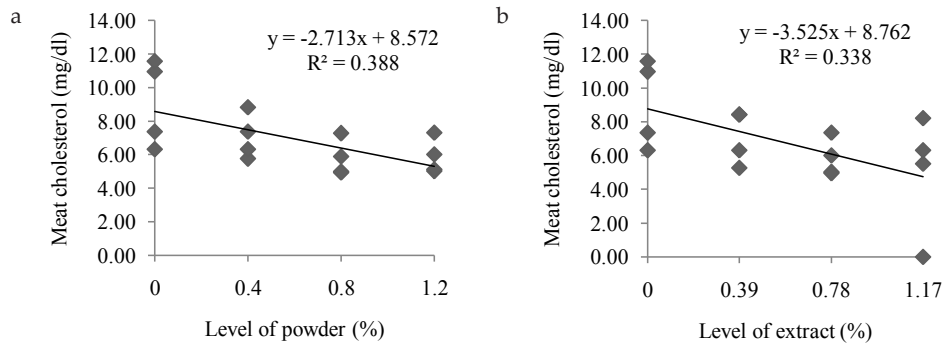 a
y = -2.713x + 8.572
R² = 0.388
Meat cholesterol (mg/dl)
14.00
12.00
10.00
8.00
6.00
4.00
2.00
0.00
0 0.4 0.8 1.2
Level of powder (%)
b
y = -3.525x + 8.762
R² = 0.338
Meat cholesterol (mg/dl)
14.00
12.00
10.00
8.00
6.00
4.00
2.00
0.00
0 0.39 0.78 1.17
Level of extract (%)